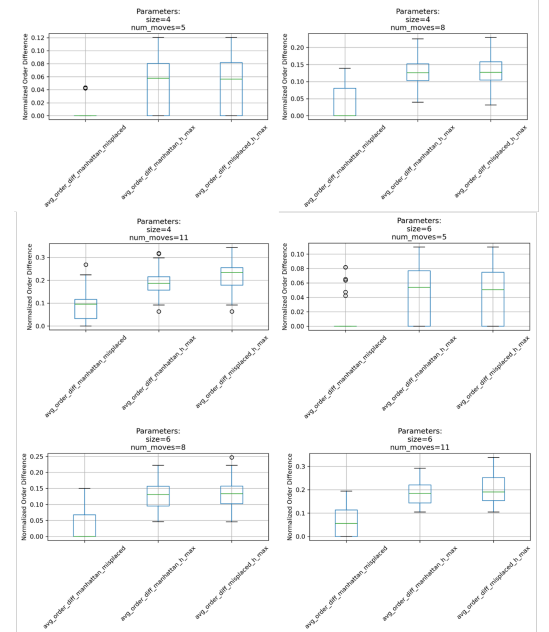 Parameters:
size=4
num_moves=5
Normalized Order Difference
0.12
0.10
0.08
0.06
0.04
0.02
0.00
avg_order_diff_manhattan_misplaced
avg_order_diff_manhattan_h_max
avg_order_diff_misplaced_h_max
Parameters:
size=4
num_moves=8
Normalized Order Difference
0.20
0.15
0.10
0.05
0.00
avg_order_diff_manhattan_misplaced
avg_order_diff_manhattan_h_max
avg_order_diff_misplaced_h_max
Parameters:
size=4
num_moves=11
Normalized Order Difference
0.3
0.2
0.1
0.0
avg_order_diff_manhattan_misplaced
avg_order_diff_manhattan_h_max
avg_order_diff_misplaced_h_max
Parameters:
size=6
num_moves=5
Normalized Order Difference
0.10
0.08
0.06
0.04
0.02
0.00
avg_order_diff_manhattan_misplaced
avg_order_diff_manhattan_h_max
avg_order_diff_misplaced_h_max
Parameters:
size=6
num_moves=8
Normalized Order Difference
0.25
0.20
0.15
0.10
0.05
0.00
avg_order_diff_manhattan_misplaced
avg_order_diff_manhattan_h_max
avg_order_diff_misplaced_h_max
Parameters:
size=6
num_moves=11
Normalized Order Difference
0.3
0.2
0.1
0.0
avg_order_diff_manhattan_misplaced
avg_order_diff_manhattan_h_max
avg_order_diff_misplaced_h_max